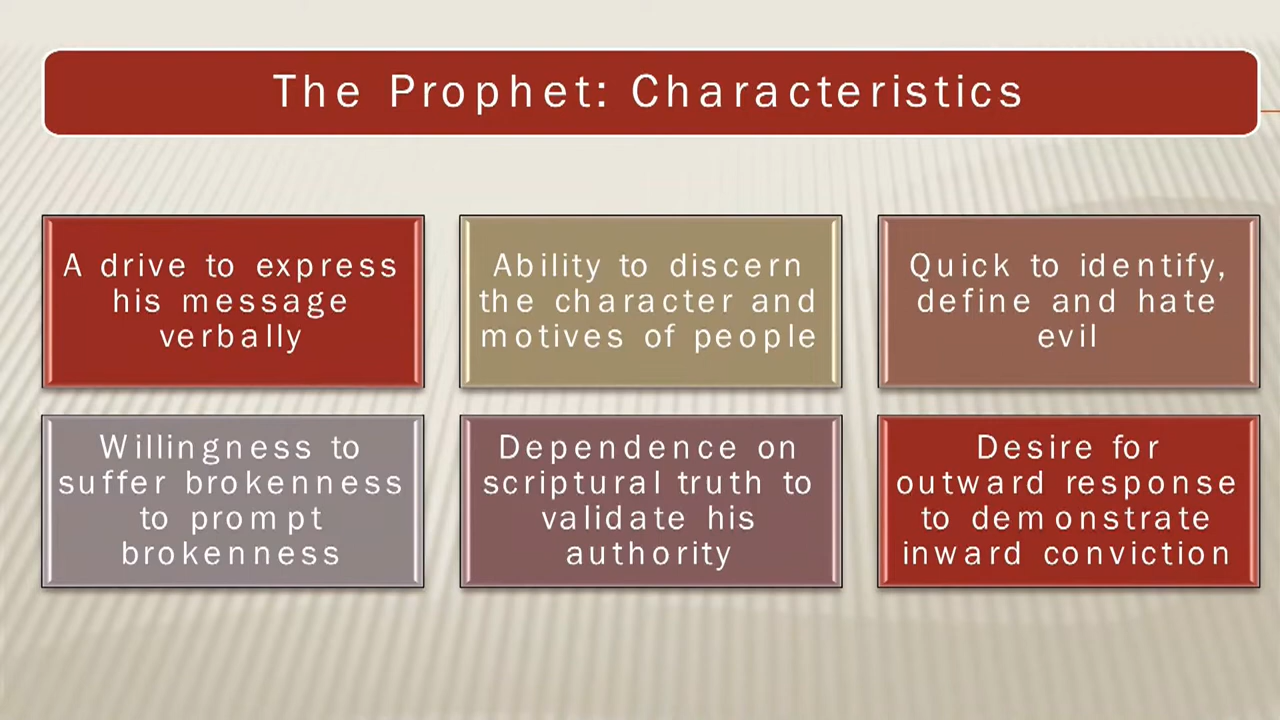 The Prophet: Characteristics
A drive to express
his message
verbally
Ability to discern
the character and
motives of people
Quick to identify,
define and hate
evil
Willingness to
suffer brokenness
to prompt
brokenness
Dependence on
scriptural truth to
validate his
authority
Desire for
outward response
to demonstrate
inward conviction